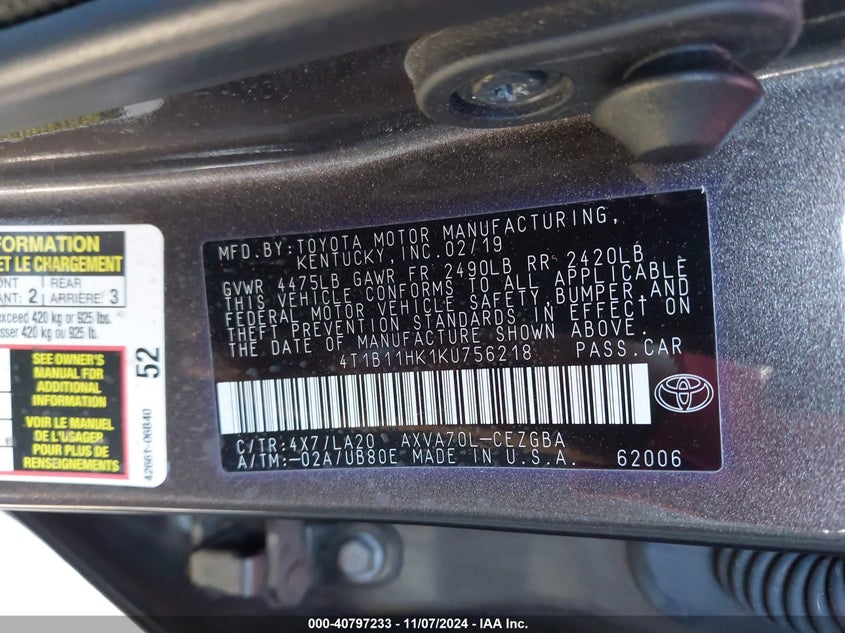 FORMATION
ET LE CHARGEMENT
2 REAR
ARRIÈRE 3
exceed 420 kg or 925 lbs.
420 kg ou 925 lb.
SEE OWNER'S
MANUAL FOR
ADDITIONAL
INFORMATION
VOIR LE MANUEL
DE L'USAGER
POUR PLUS DE
RENSEIGNEMENTS
52
42661-06B40
MFD.BY:TOYOTA MOTOR MANUFACTURING,
KENTUCKY,INC.02/19
GVWR 4475LB GAWR FR 2490LB RR 2420LB
THIS VEHICLE CONFORMS TO ALL APPLICABLE
FEDERAL MOTOR VEHICLE SAFETY,BUMPER,AND
THEFT PREVENTION STANDARDS IN EFFECT ON
THE DATE OF MANUFACTURE SHOWN ABOVE.
4T1B11HK1KU756218 PASS.CAR
C/TR:4X7/LA20 AXVA70L-CEZGBA
A/TM:-02A7UB80E MADE IN U.S.A. 62006
000-40797233 - 11/07/2024 - IAA Inc.